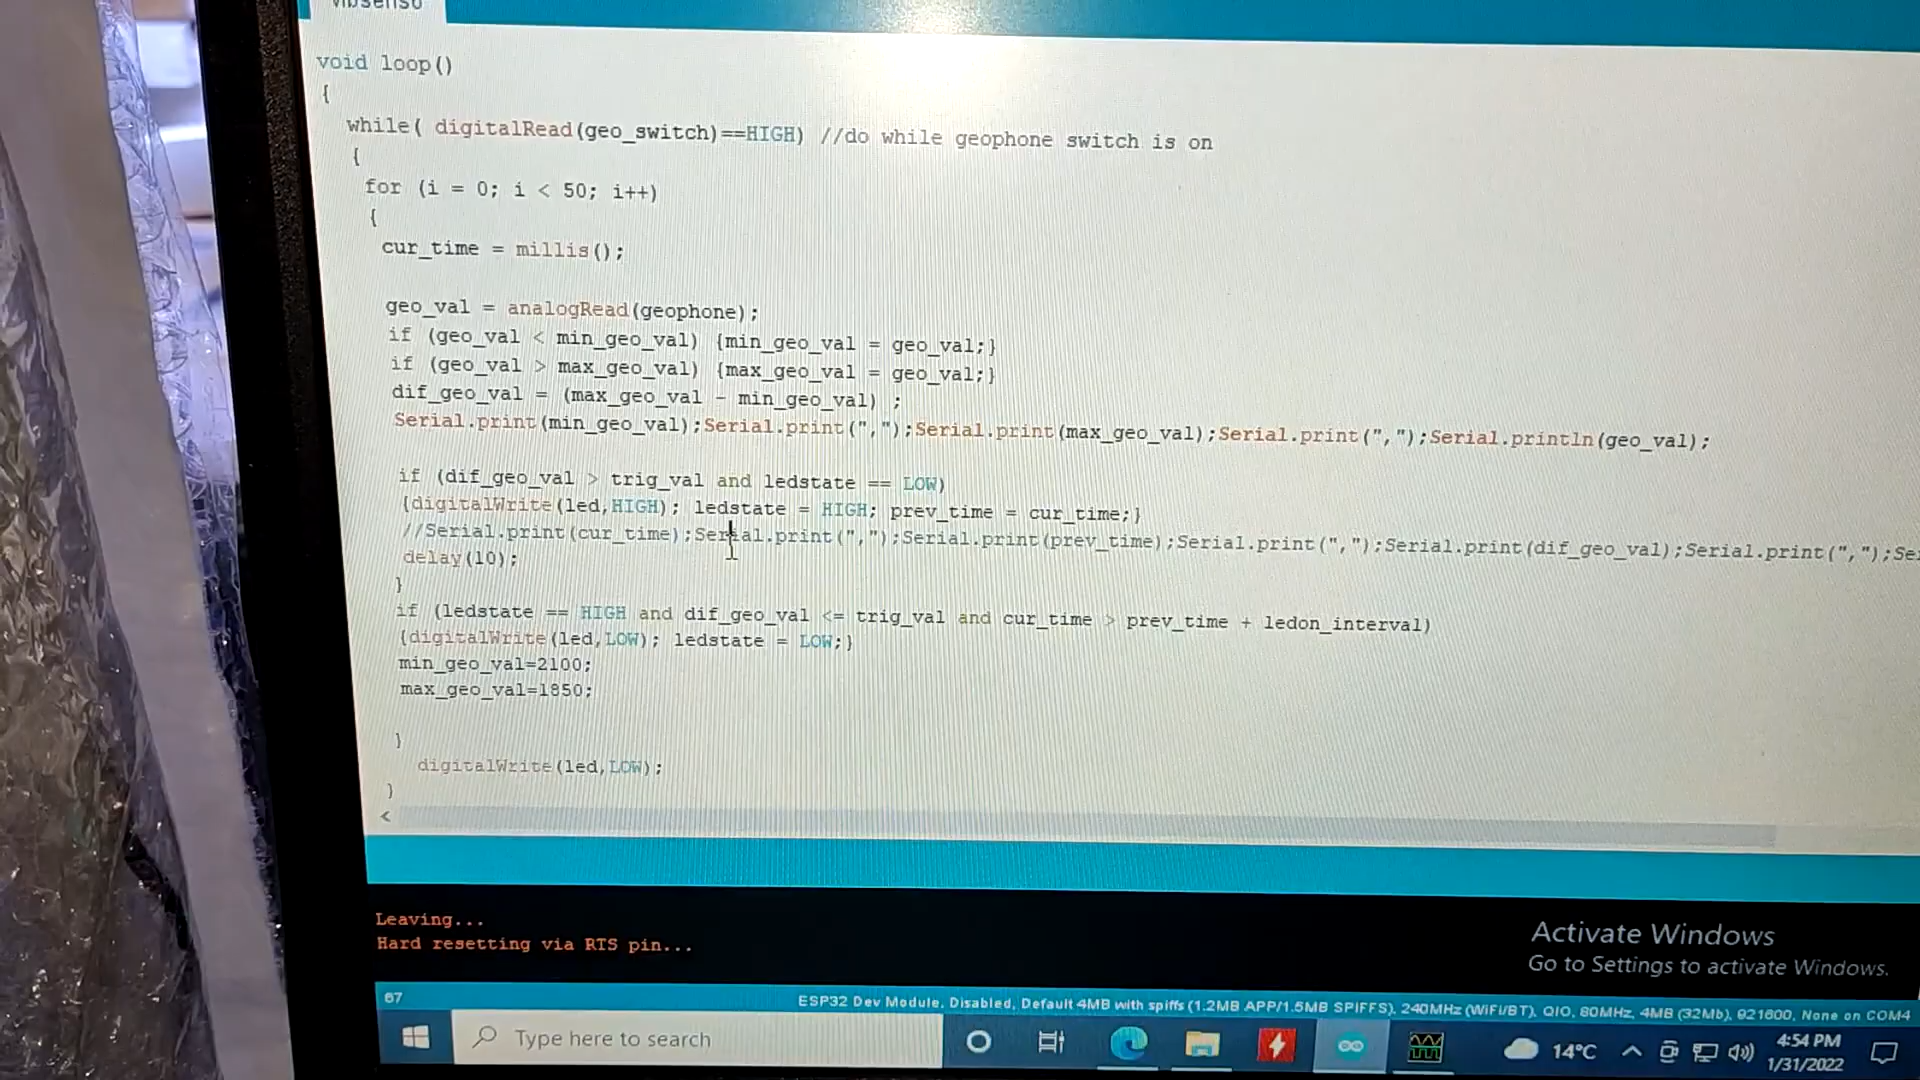 vibsenso
void loop()
{
while( digitalRead(geo_switch)==HIGH) //do while geophone switch is on
{
for (i = 0; i < 50; i++)
{
cur_time = millis();
geo_val = analogRead(geophone);
if (geo_val < min_geo_val) {min_geo_val = geo_val;}
if (geo_val > max_geo_val) {max_geo_val = geo_val;}
dif_geo_val = (max_geo_val - min_geo_val) ;
Serial.print(min_geo_val);Serial.print(",");Serial.print(max_geo_val);Serial.print(",");Serial.println(geo_val);
if (dif_geo_val > trig_val and ledstate == LOW)
{digitalWrite(led,HIGH); ledstate = HIGH; prev_time = cur_time;}
//Serial.print(cur_time);Serial.print(",");Serial.print(prev_time);Serial.print(",");Serial.print(dif_geo_val);Serial.print(",");Se
delay(10);
}
if (ledstate == HIGH and dif_geo_val <= trig_val and cur_time > prev_time + ledon_interval)
{digitalWrite(led,LOW); ledstate = LOW;}
min_geo_val=2100;
max_geo_val=1850;
}
digitalWrite(led,LOW);
}
<
Leaving...
Hard resetting via RTS pin...
Activate Windows
Go to Settings to activate Windows.
67
ESP32 Dev Module, Disabled, Default 4MB with spiffs (1.2MB APP/1.5MB SPIFFS), 240MHz (WiFi/BT), QIO, 80MHz, 4MB (32Mb), 921600, None on COM4
Type here to search
14°C
4:54 PM
1/31/2022